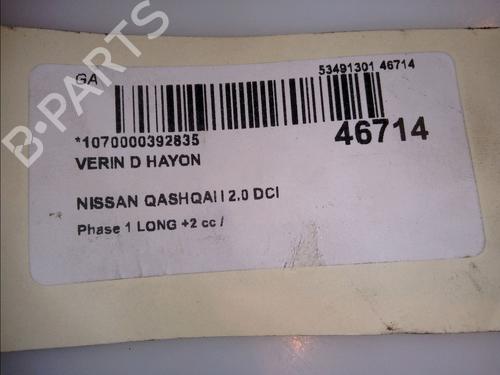 GA
53491301 46714
*1070000392835
46714
VERIN D HAYON
NISSAN QASHQAI I 2.0 DCI
Phase 1 LONG +2 cc /
B-PARTS